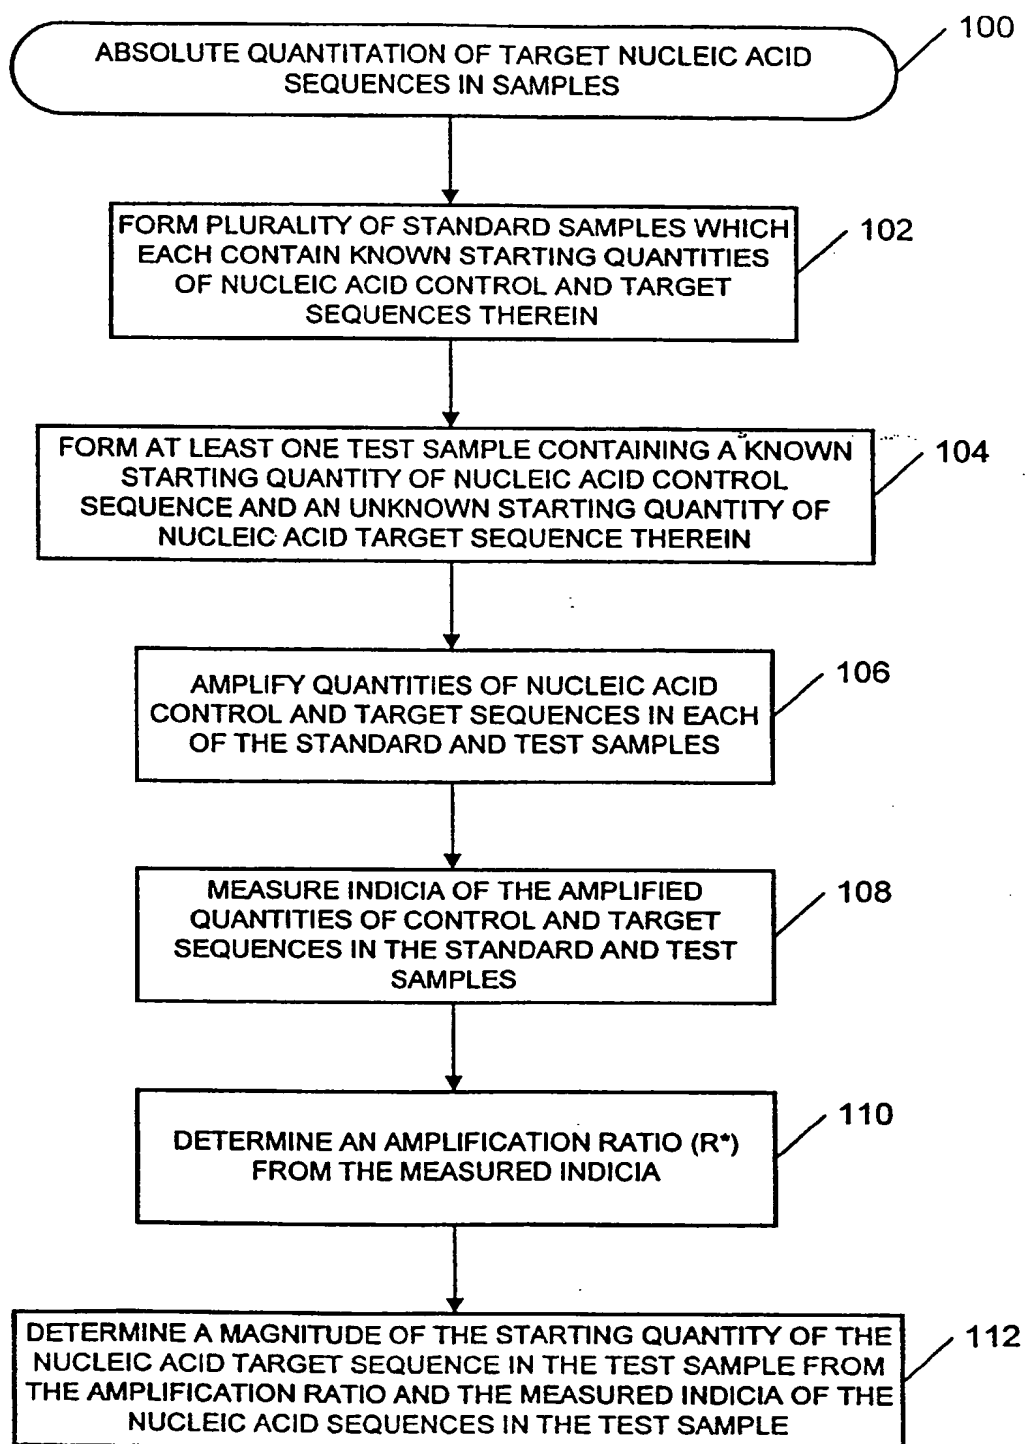 100
ABSOLUTE QUANTITATION OF TARGET NUCLEIC ACID
SEQUENCES IN SAMPLES
FORM PLURALITY OF STANDARD SAMPLES WHICH
EACH CONTAIN KNOWN STARTING QUANTITIES
OF NUCLEIC ACID CONTROL AND TARGET
SEQUENCES THEREIN
102
FORM AT LEAST ONE TEST SAMPLE CONTAINING A KNOWN
STARTING QUANTITY OF NUCLEIC ACID CONTROL
SEQUENCE AND AN UNKNOWN STARTING QUANTITY OF
NUCLEIC ACID TARGET SEQUENCE THEREIN
104
AMPLIFY QUANTITIES OF NUCLEIC ACID
CONTROL AND TARGET SEQUENCES IN EACH
OF THE STANDARD AND TEST SAMPLES
106
MEASURE INDICIA OF THE AMPLIFIED
QUANTITIES OF CONTROL AND TARGET
SEQUENCES IN THE STANDARD AND TEST
SAMPLES
108
DETERMINE AN AMPLIFICATION RATIO (R*)
FROM THE MEASURED INDICIA
110
DETERMINE A MAGNITUDE OF THE STARTING QUANTITY OF THE
NUCLEIC ACID TARGET SEQUENCE IN THE TEST SAMPLE FROM
THE AMPLIFICATION RATIO AND THE MEASURED INDICIA OF THE
NUCLEIC ACID SEQUENCES IN THE TEST SAMPLE
112